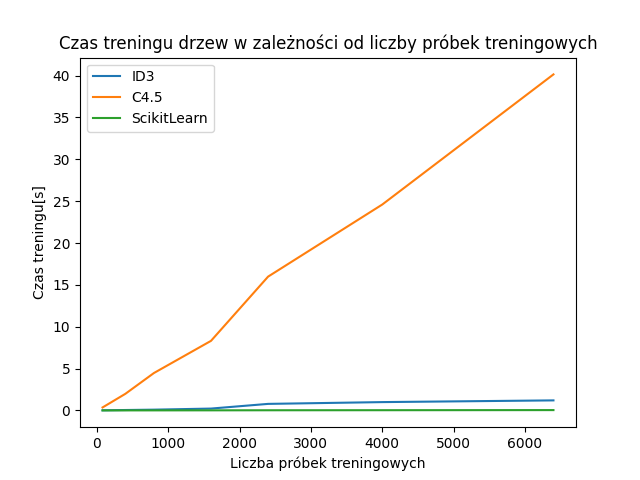 Czas treningu drzew w zależności od liczby próbek treningowych
ID3
C4.5
ScikitLearn
40
35
30
25
20
15
10
5
0
Czas treningu[s]
0 1000 2000 3000 4000 5000 6000
Liczba próbek treningowych